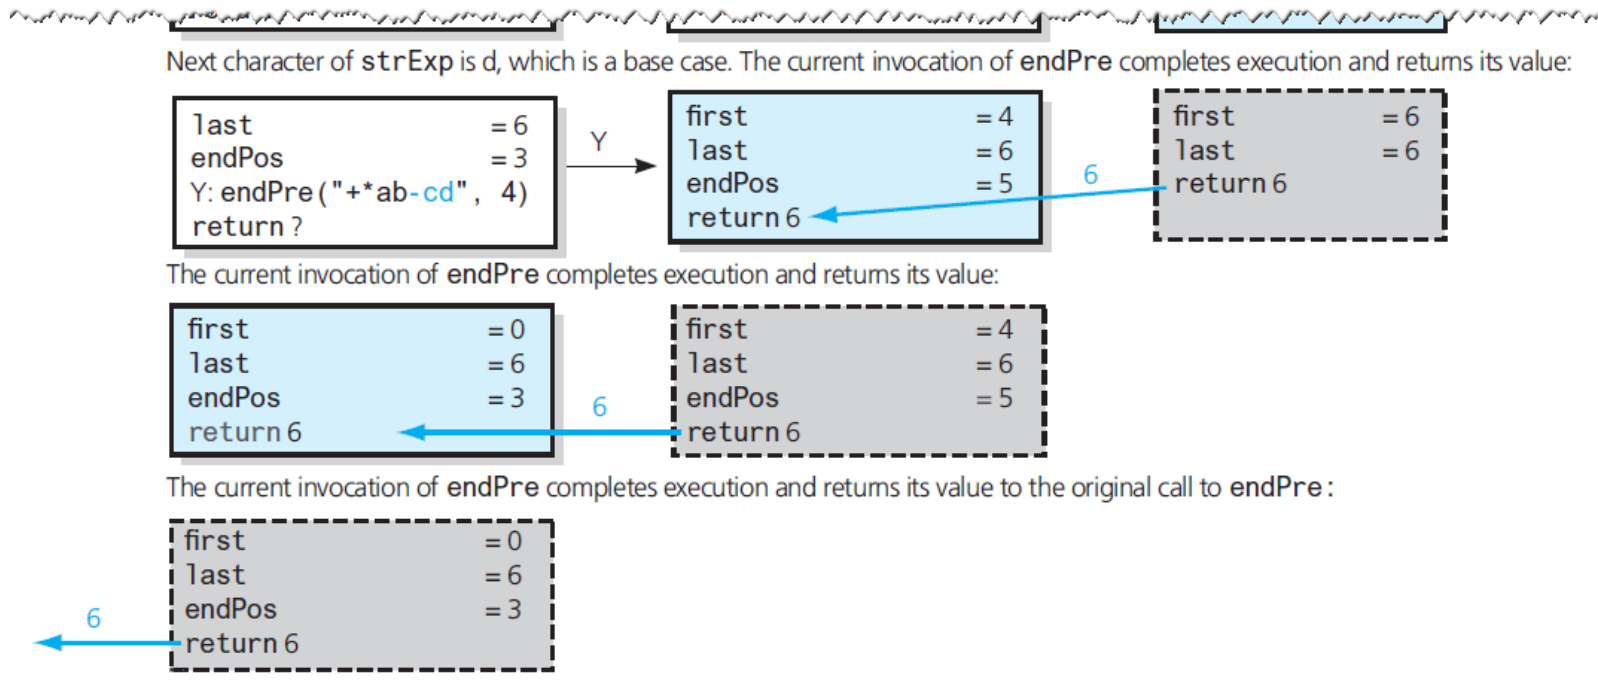 Next character of strExp is d, which is a base case. The current invocation of endPre completes execution and returns its value:
last = 6
endPos = 3
Y: endPre("+*ab-cd", 4)
return ?
Y
first = 4
last = 6
endPos = 5
return 6
6
first = 6
last = 6
return 6
The current invocation of endPre completes execution and returns its value:
first = 0
last = 6
endPos = 3
return 6
6
first = 4
last = 6
endPos = 5
return 6
The current invocation of endPre completes execution and returns its value to the original call to endPre:
first = 0
last = 6
endPos = 3
return 6
6